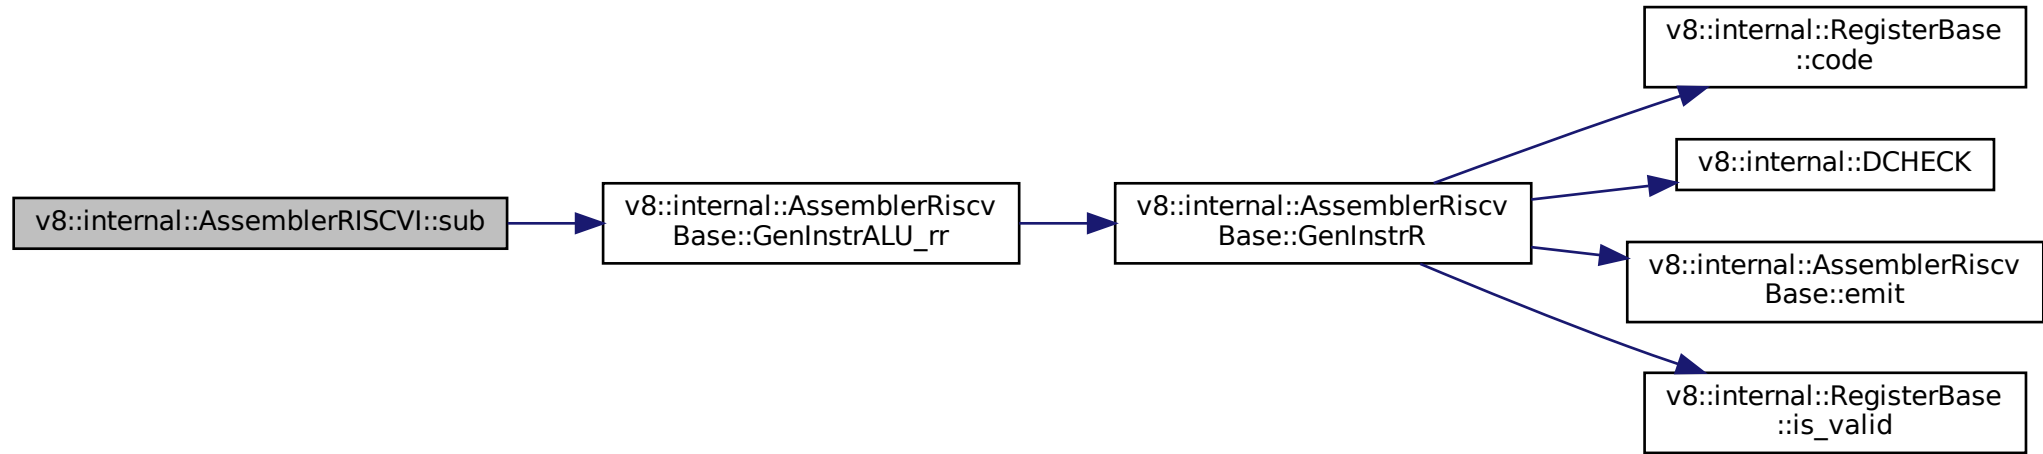 v8::internal::AssemblerRISCVI::sub
v8::internal::AssemblerRiscv
Base::GenInstrALU_rr
v8::internal::AssemblerRiscv
Base::GenInstrR
v8::internal::RegisterBase
::code
v8::internal::DCHECK
v8::internal::AssemblerRiscv
Base::emit
v8::internal::RegisterBase
::is_valid